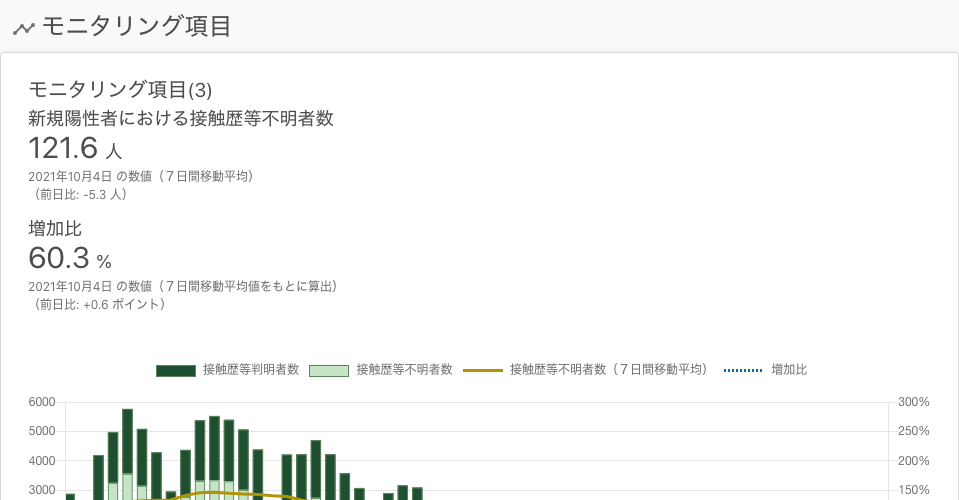 モニタリング項目
モニタリング項目(3)
新規陽性者における接触歴等不明者数
121.6 人
2021年10月4日 の数値（７日間移動平均）
（前日比: -5.3 人）
増加比
60.3 %
2021年10月4日 の数値（７日間移動平均値をもとに算出）
（前日比: +0.6 ポイント）
接触歴等判明者数 接触歴等不明者数 接触歴等不明者数（７日間移動平均） 増加比
6000 300%
5000 250%
4000 200%
3000 150%